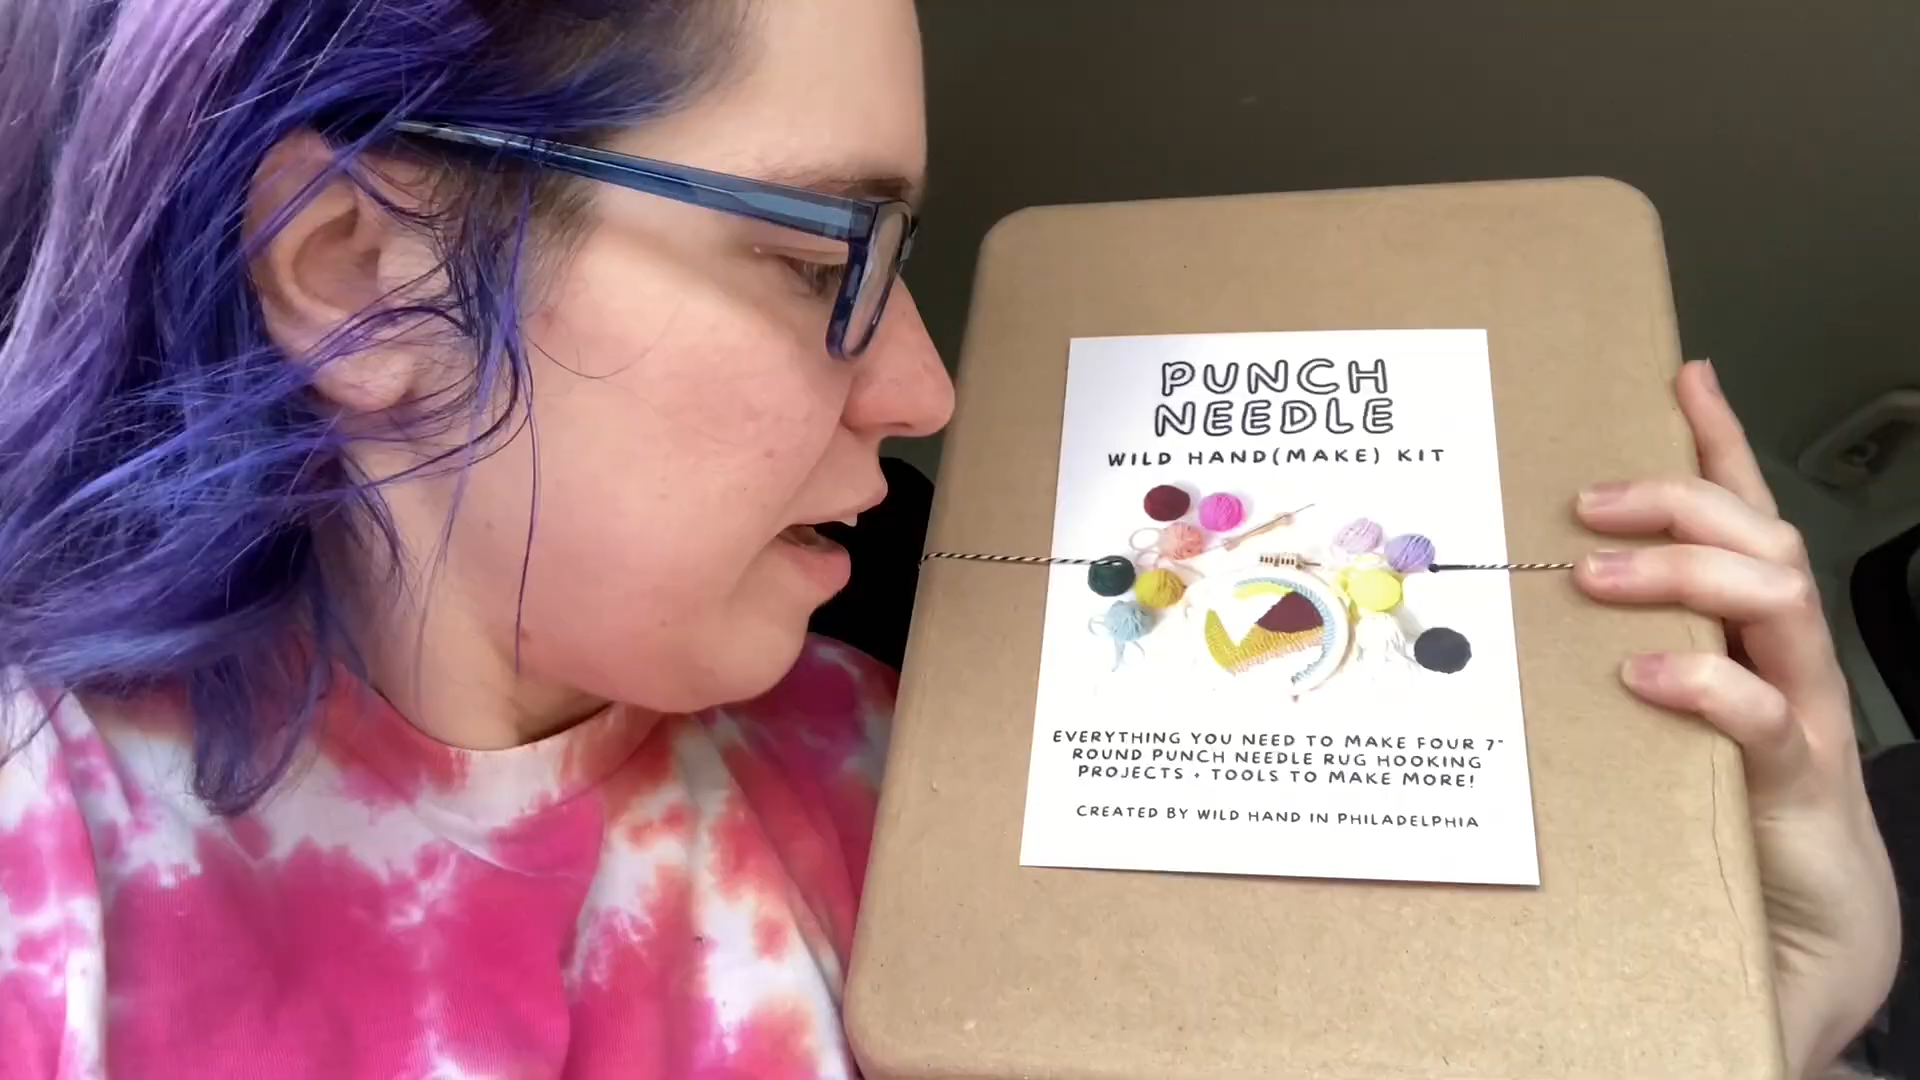 PUNCH
NEEDLE
WILD HAND(MAKE) KIT
EVERYTHING YOU NEED TO MAKE FOUR 7"
ROUND PUNCH NEEDLE RUG HOOKING
PROJECTS + TOOLS TO MAKE MORE!
CREATED BY WILD HAND IN PHILADELPHIA